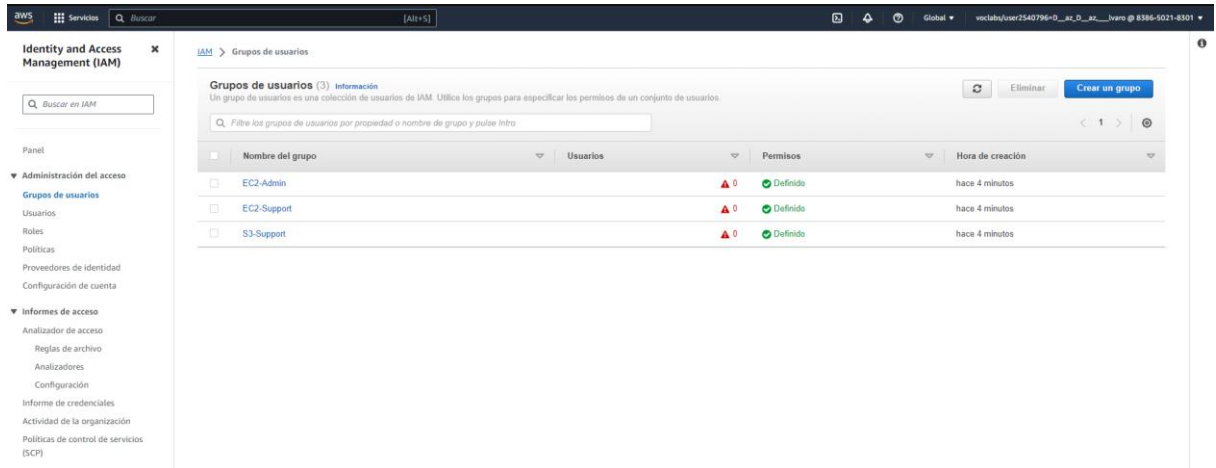 aws
Servicios
Buscar
[Alt+S]
Global
voclabs/user2540796=D__az_D__az,___lvaro @ 8386-5021-8301
Identity and Access
Management (IAM)
Buscar en IAM
Panel
Administración del acceso
Grupos de usuarios
Usuarios
Roles
Políticas
Proveedores de identidad
Configuración de cuenta
Informes de acceso
Analizador de acceso
Reglas de archivo
Analizadores
Configuración
Informe de credenciales
Actividad de la organización
Políticas de control de servicios
(SCP)
IAM > Grupos de usuarios
Grupos de usuarios (3) Información
Un grupo de usuarios es una colección de usuarios de IAM. Utilice los grupos para especificar los permisos de un conjunto de usuarios.
Eliminar
Crear un grupo
Filtre los grupos de usuarios por propiedad o nombre de grupo y pulse Intro
< 1 >
Nombre del grupo Usuarios Permisos Hora de creación
EC2-Admin 0 Definido hace 4 minutos
EC2-Support 0 Definido hace 4 minutos
S3-Support 0 Definido hace 4 minutos